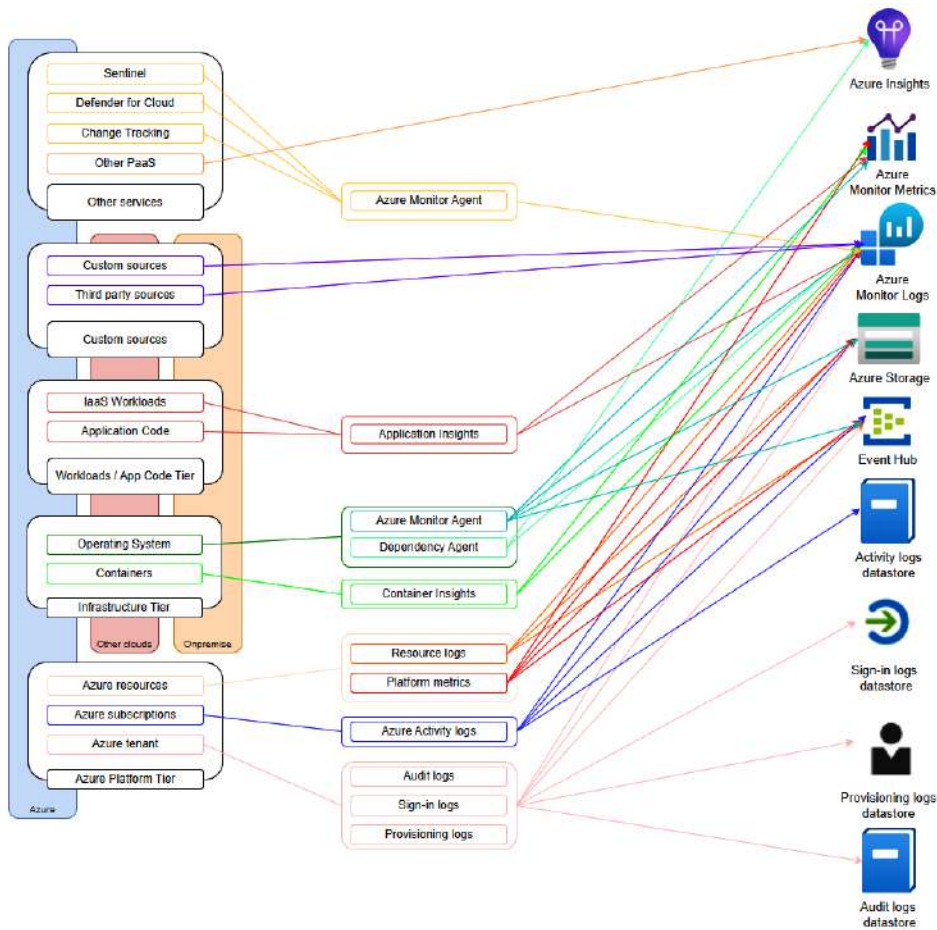 Sentinel
Defender for Cloud
Change Tracking
Other PaaS
Other services
Custom sources
Third party sources
Custom sources
IaaS Workloads
Application Code
Workloads / App Code Tier
Operating System
Containers
Infrastructure Tier
Other clouds
Onpremise
Azure resources
Azure subscriptions
Azure tenant
Azure Platform Tier
Azure
Azure Monitor Agent
Application Insights
Azure Monitor Agent
Dependency Agent
Container Insights
Resource logs
Platform metrics
Azure Activity logs
Audit logs
Sign-in logs
Provisioning logs
Azure Insights
Azure
Monitor Metrics
Azure
Monitor Logs
Azure Storage
Event Hub
Activity logs
datastore
Sign-in logs
datastore
Provisioning logs
datastore
Audit logs
datastore